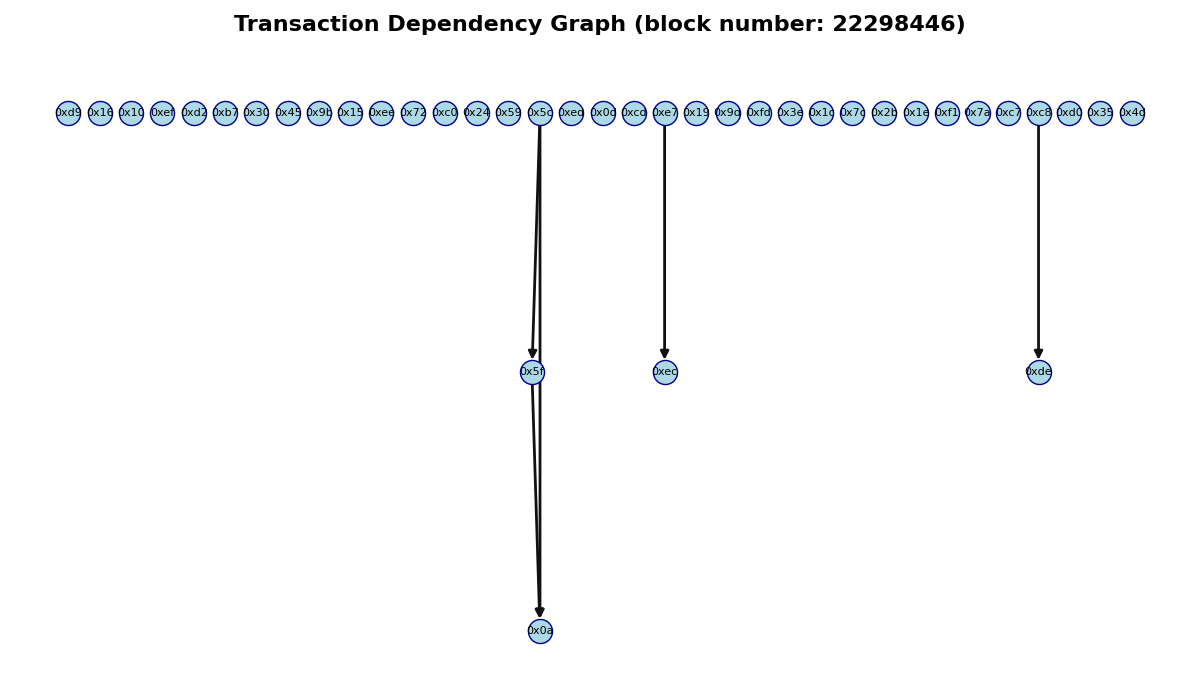 Transaction Dependency Graph (block number: 22298446)
0xd9 0x16 0x10 0xef 0xd2 0xb7 0x30 0x45 0x9b 0x15 0xee 0x72 0xc0 0x24 0x59 0x5c 0xed 0x0d 0xcd 0xe7 0x19 0x9d 0xfd 0x3e 0x1c 0x7c 0x2b 0x1e 0xf1 0x7a 0xc7 0xc8 0xd0 0x35 0x4d
0x5f 0xec 0xde
0x0a